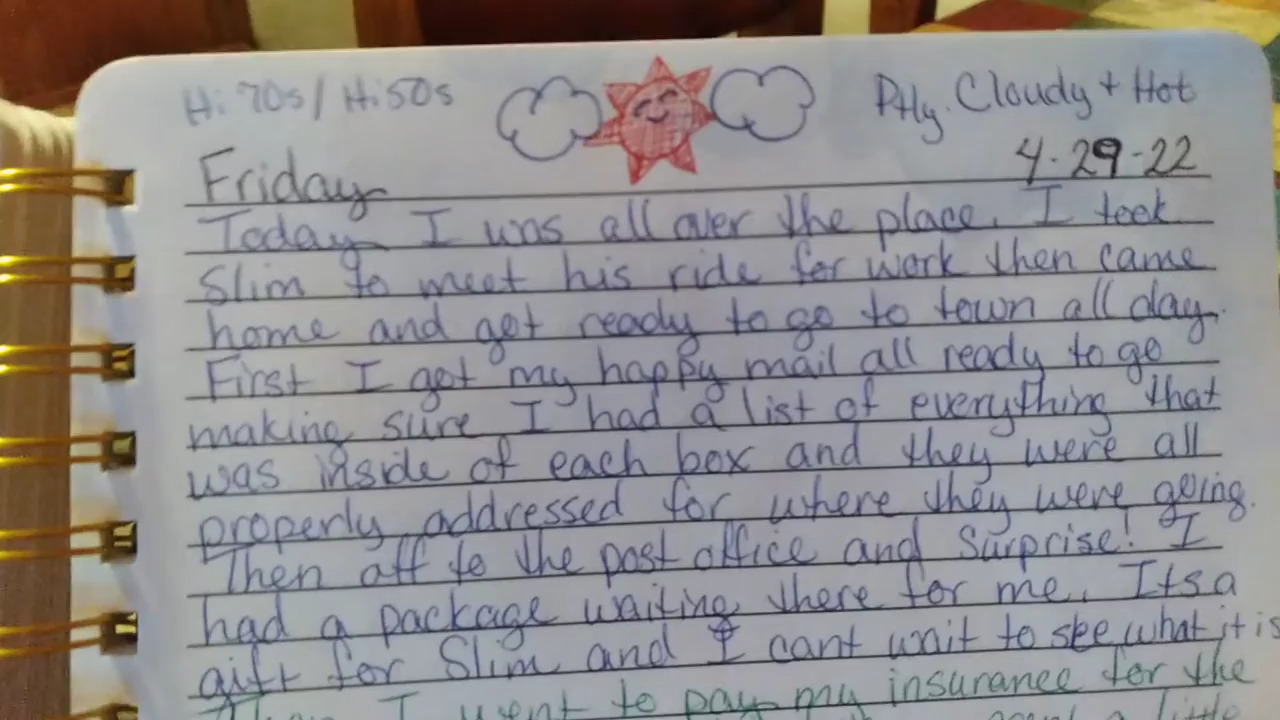 Hi 70s / Hi 50s
Ptly. Cloudy + Hot
4-29-22
Friday
Today I was all over the place. I took
Slim to meet his ride for work then came
home and got ready to go to town all day.
First I got my happy mail all ready to go
making sure I had a list of everything that
was inside of each box and they were all
properly addressed for where they were going.
Then off to the post office and Surprise! I
had a package waiting there for me. Its a
gift for Slim and I cant wait to see what it is
Then I went to pay my insurance for the
a little